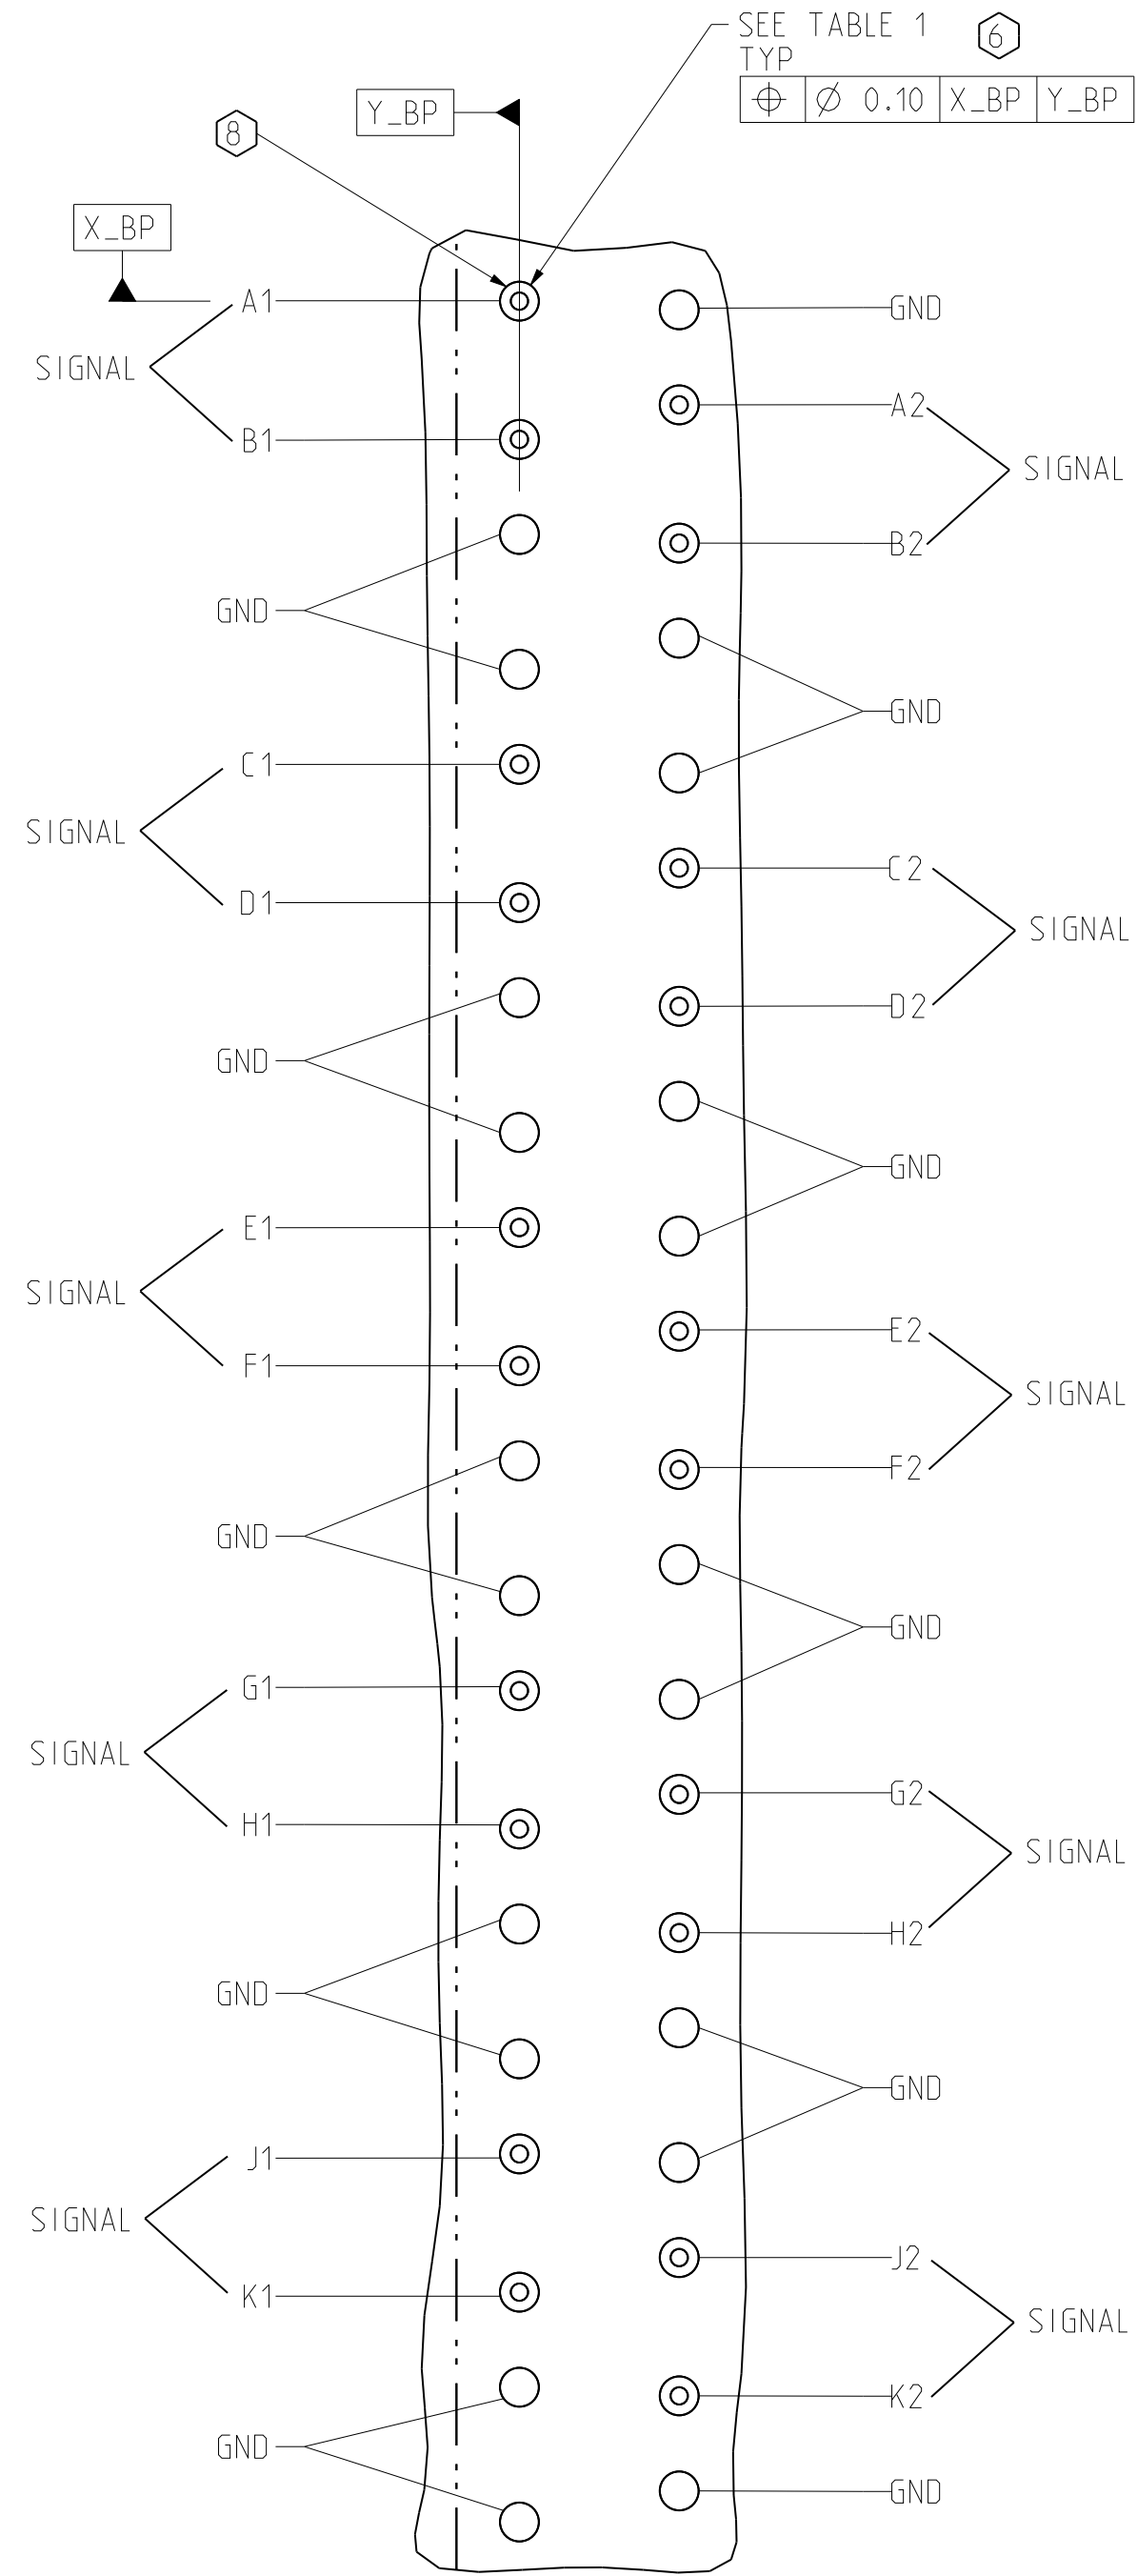 SEE TABLE 1 6
TYP
⌖ ⌀ 0.10 X_BP Y_BP
Y_BP
8
X_BP
A1
GND
SIGNAL
A2
B1
SIGNAL
B2
GND
GND
C1
SIGNAL
C2
D1
SIGNAL
D2
GND
GND
E1
SIGNAL
E2
F1
SIGNAL
F2
GND
GND
G1
SIGNAL
G2
H1
SIGNAL
H2
GND
GND
J1
SIGNAL
J2
K1
SIGNAL
K2
GND
GND